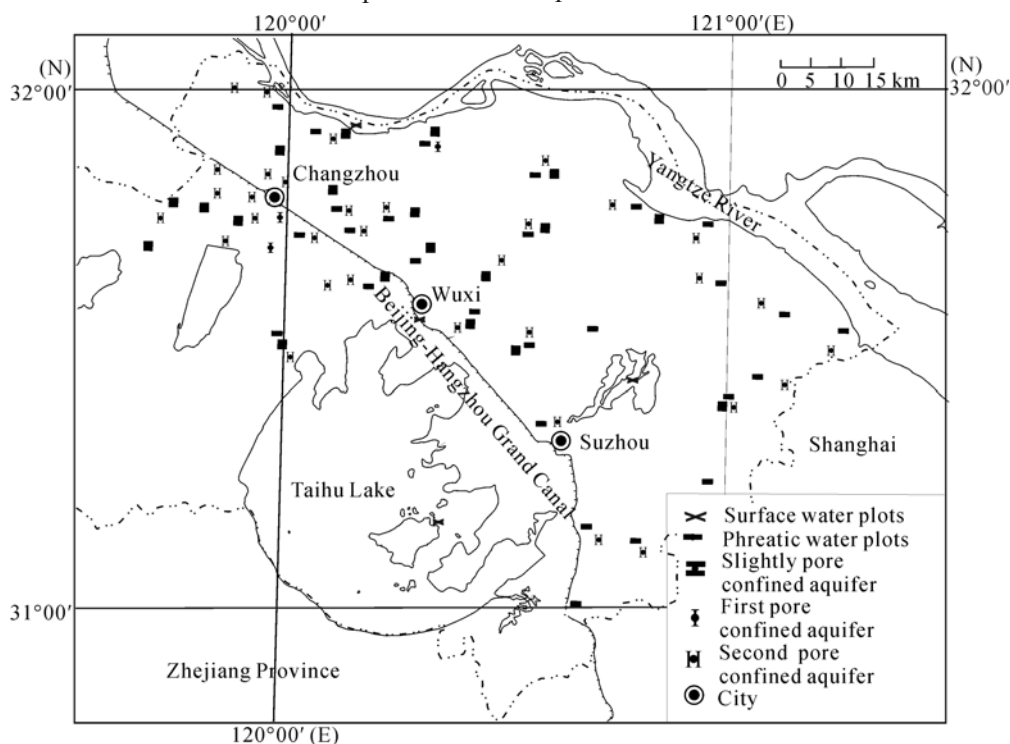 120°00′
121°00′(E)
(N)
(N)
32°00′
32°00′
0 5 10 15 km
Changzhou
Yangtze River
Wuxi
Beijing-Hangzhou Grand Canal
Suzhou
Shanghai
Taihu Lake
31°00′
Zhejiang Province
Surface water plots
Phreatic water plots
Slightly pore
confined aquifer
First pore
confined aquifer
Second pore
confined aquifer
City
120°00′(E)